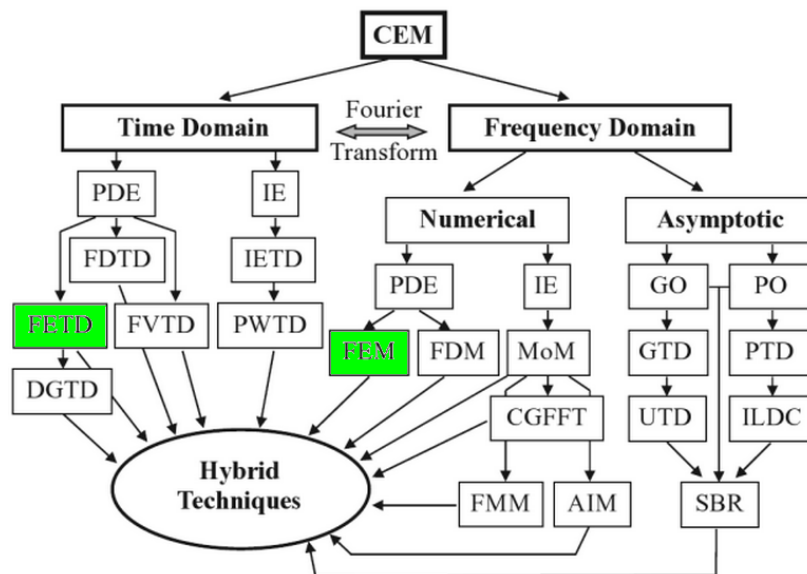 CEM
Time Domain
Fourier
Transform
Frequency Domain
PDE
IE
Numerical
Asymptotic
FDTD
IETD
PDE
IE
GO
PO
FETD
FVTD
PWTD
FEM
FDM
MoM
GTD
PTD
DGTD
CGFFT
UTD
ILDC
Hybrid
Techniques
FMM
AIM
SBR